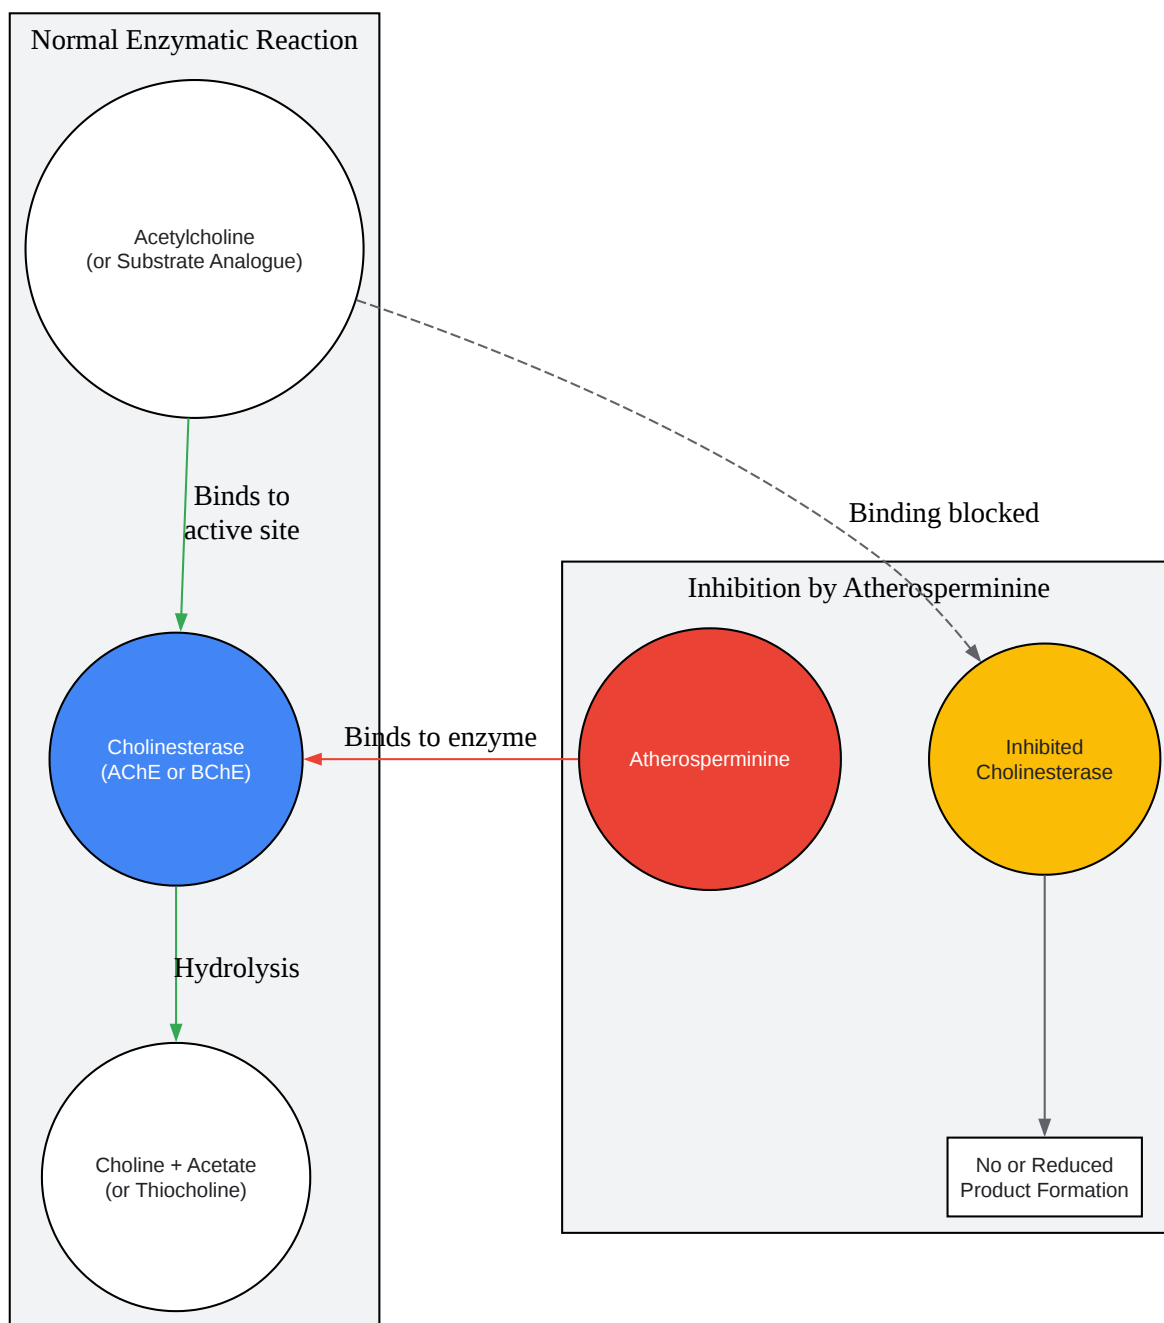 Normal Enzymatic Reaction
Acetylcholine
(or Substrate Analogue)
Binds to
active site
Binding blocked
Inhibition by Atherosperminine
Cholinesterase
(AChE or BChE)
Binds to enzyme
Atherosperminine
Inhibited
Cholinesterase
Hydrolysis
Choline + Acetate
(or Thiocholine)
No or Reduced
Product Formation